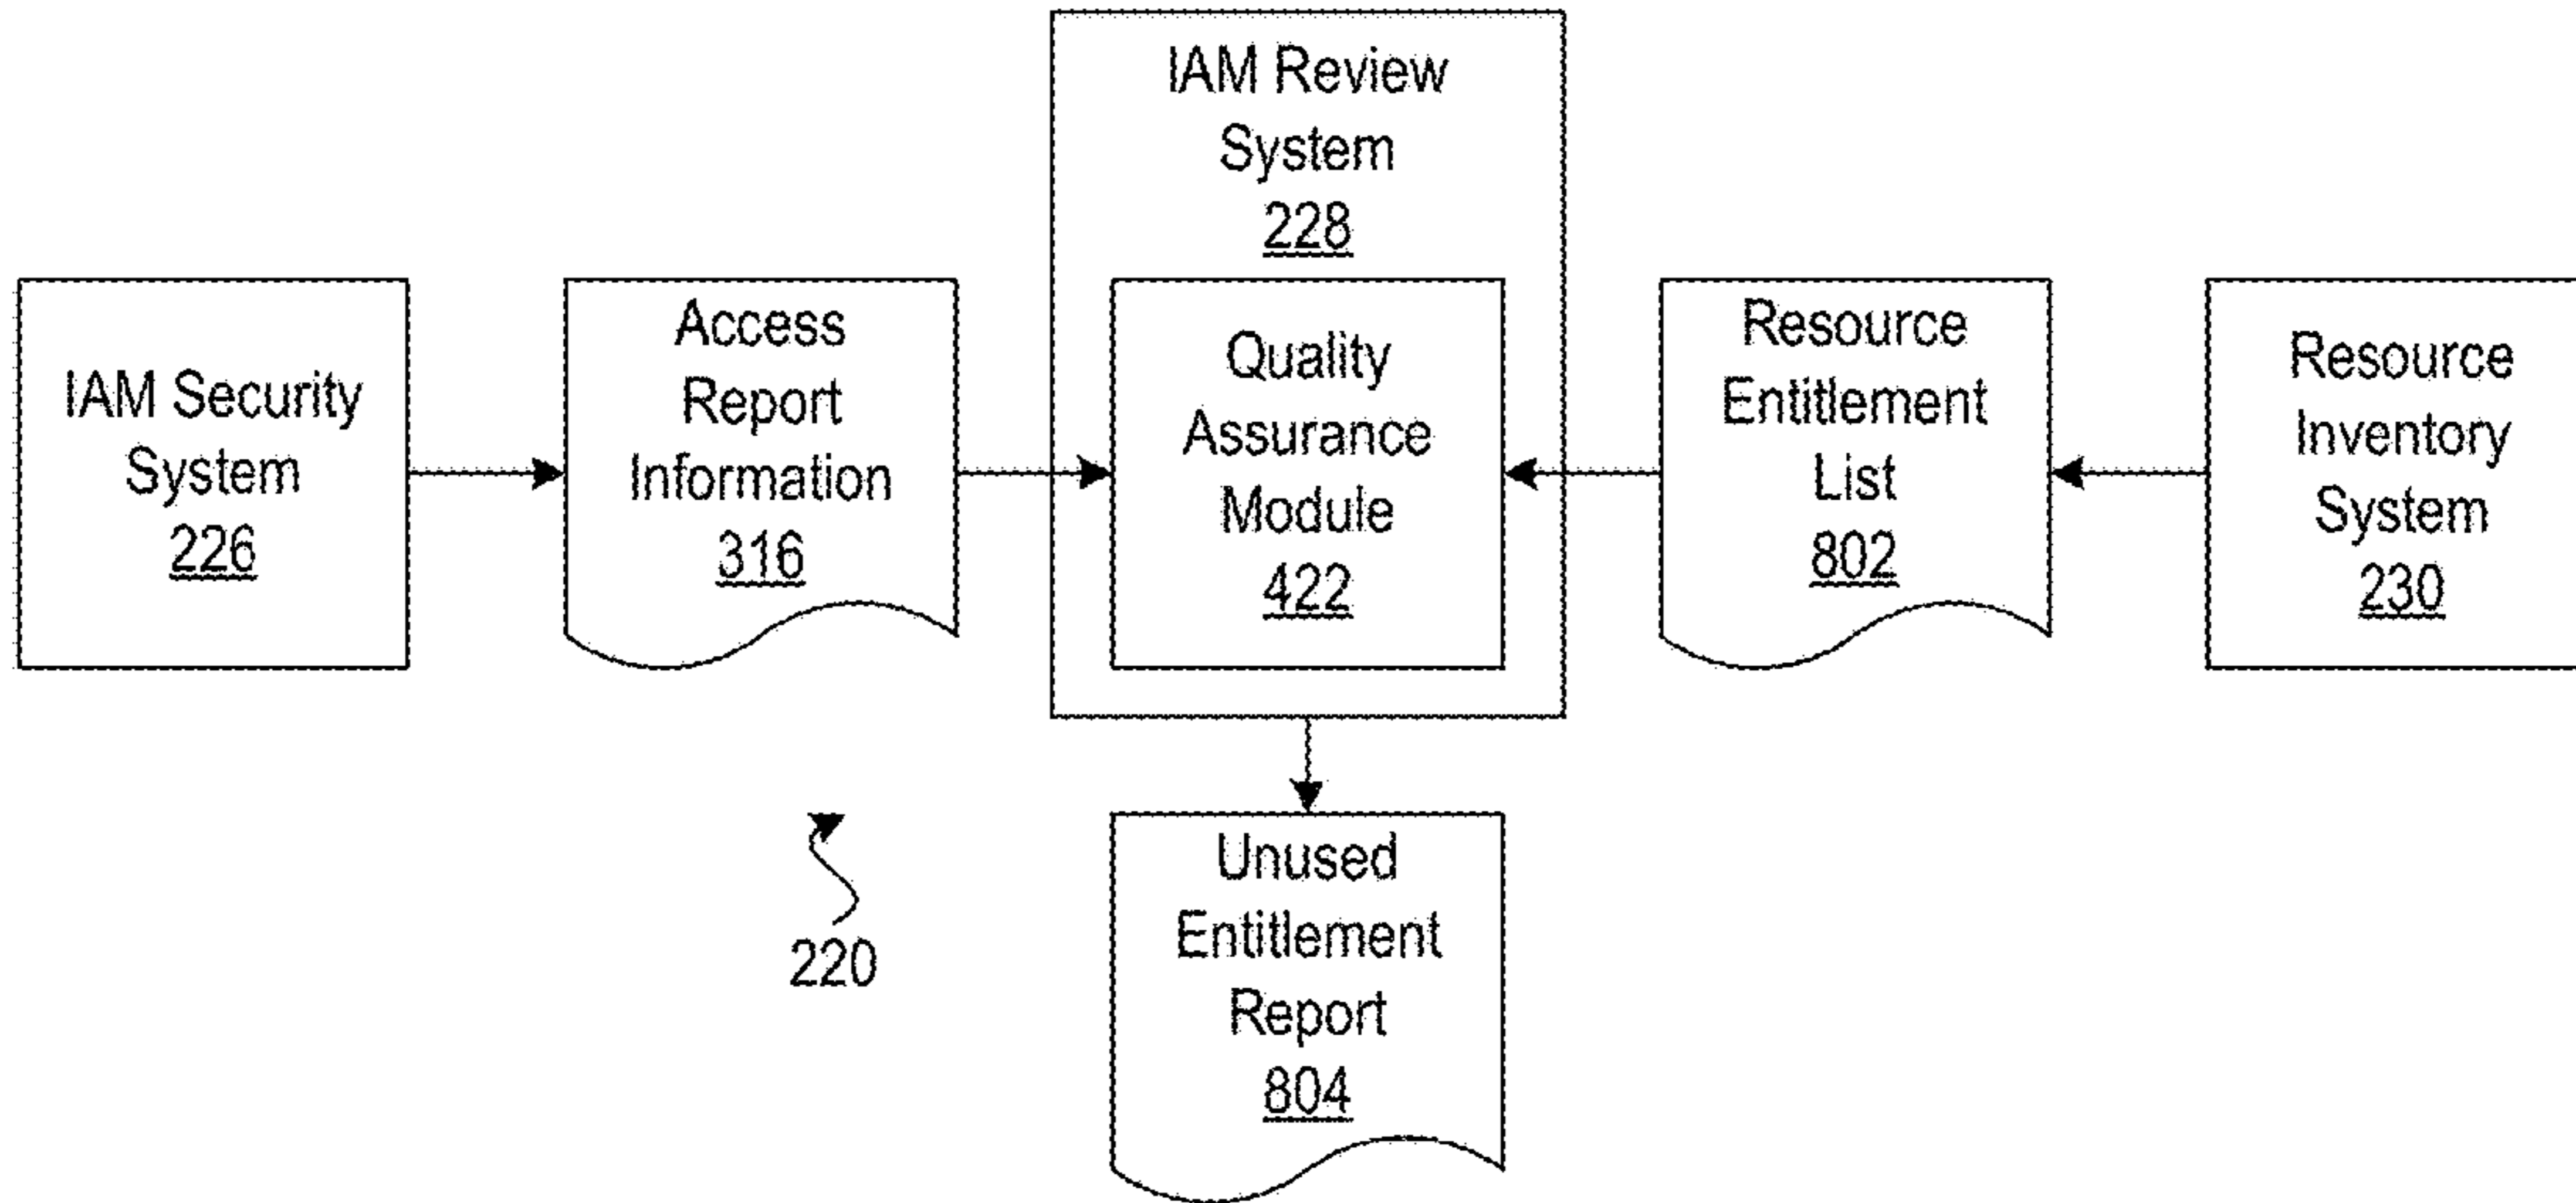 IAM Review
System
228
IAM Security
System
226
Access
Report
Information
316
Quality
Assurance
Module
422
Resource
Entitlement
List
802
Resource
Inventory
System
230
220
Unused
Entitlement
Report
804